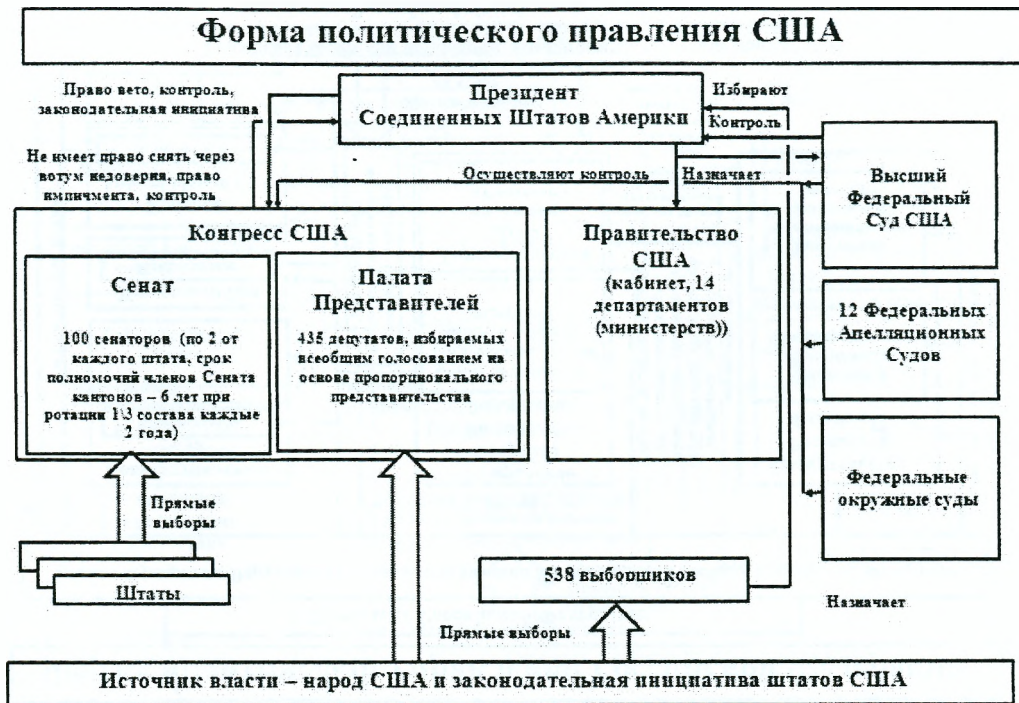 Форма политического правления США
Право вето, контроль,
законодательная инициатива
Президент
Соединенных Штатов Америки
Избирают
Контроль
Не имеет право снять через
вотум недоверия, право
импичмента, контроль
Осуществляют контроль
Назначает
Высший
Федеральный
Суд США
Конгресс США
Сенат
100 сенаторов (по 2 от
каждого штата, срок
полномочий членов Сената
кантонов – 6 лет при
ротации 1\3 состава каждые
2 года)
Палата
Представителей
435 депутатов, избираемых
всеобщим голосованием на
основе пропорционального
представительства
Правительство
США
(кабинет, 14
департаментов
(министерств))
12 Федеральных
Апелляционных
Судов
Федеральные
окружные суды
Прямые
выборы
Штаты
538 выборщиков
Назначает
Прямые выборы
Источник власти – народ США и законодательная инициатива штатов США